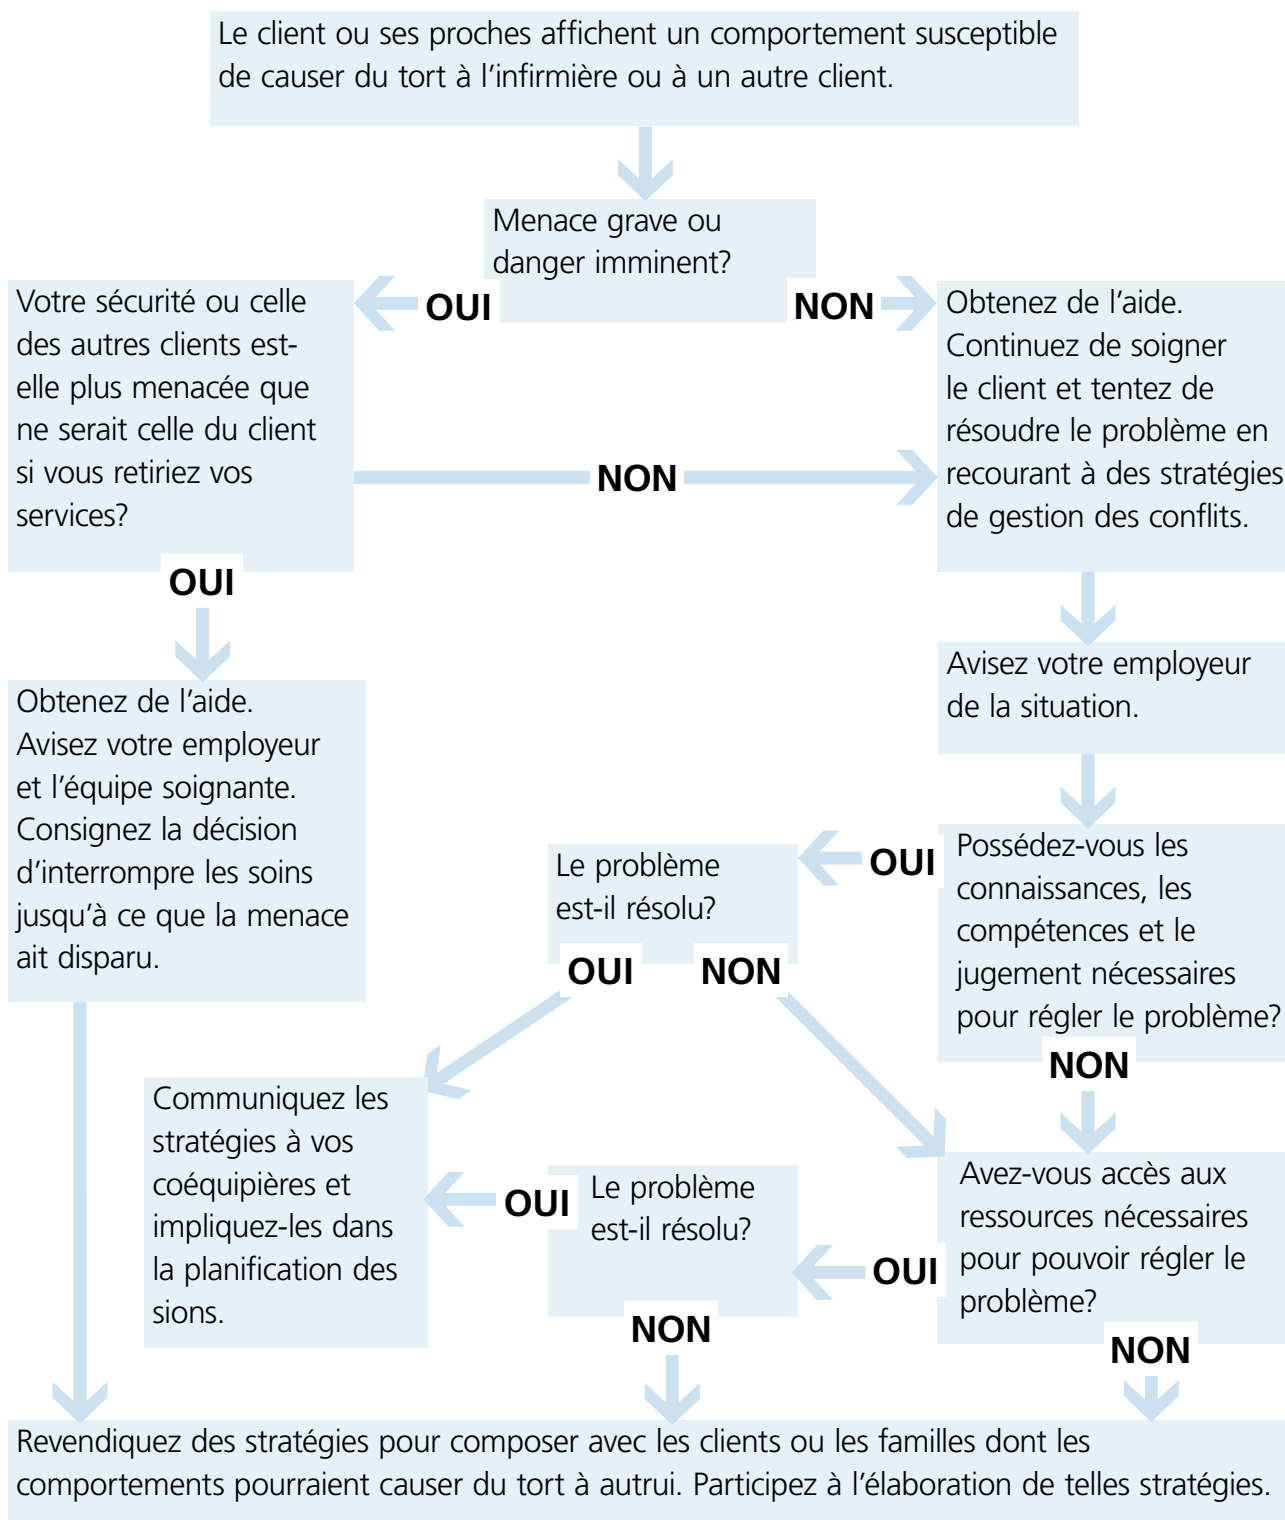 Le client ou ses proches affichent un comportement susceptible
de causer du tort à l’infirmière ou à un autre client.
Menace grave ou
danger imminent?
OUI
NON
Votre sécurité ou celle
des autres clients est-
elle plus menacée que
ne serait celle du client
si vous retiriez vos
services?
NON
Obtenez de l’aide.
Continuez de soigner
le client et tentez de
résoudre le problème en
recourant à des stratégies
de gestion des conflits.
OUI
Obtenez de l’aide.
Avisez votre employeur
et l’équipe soignante.
Consignez la décision
d’interrompre les soins
jusqu’à ce que la menace
ait disparu.
Avisez votre employeur
de la situation.
Possédez-vous les
connaissances, les
compétences et le
jugement nécessaires
pour régler le problème?
OUI
NON
Le problème
est-il résolu?
OUI
NON
Communiquez les
stratégies à vos
coéquipières et
impliquez-les dans
la planification des
sions.
OUI
Le problème
est-il résolu?
NON
OUI
Avez-vous accès aux
ressources nécessaires
pour pouvoir régler le
problème?
NON
Revendiquez des stratégies pour composer avec les clients ou les familles dont les
comportements pourraient causer du tort à autrui. Participez à l’élaboration de telles stratégies.